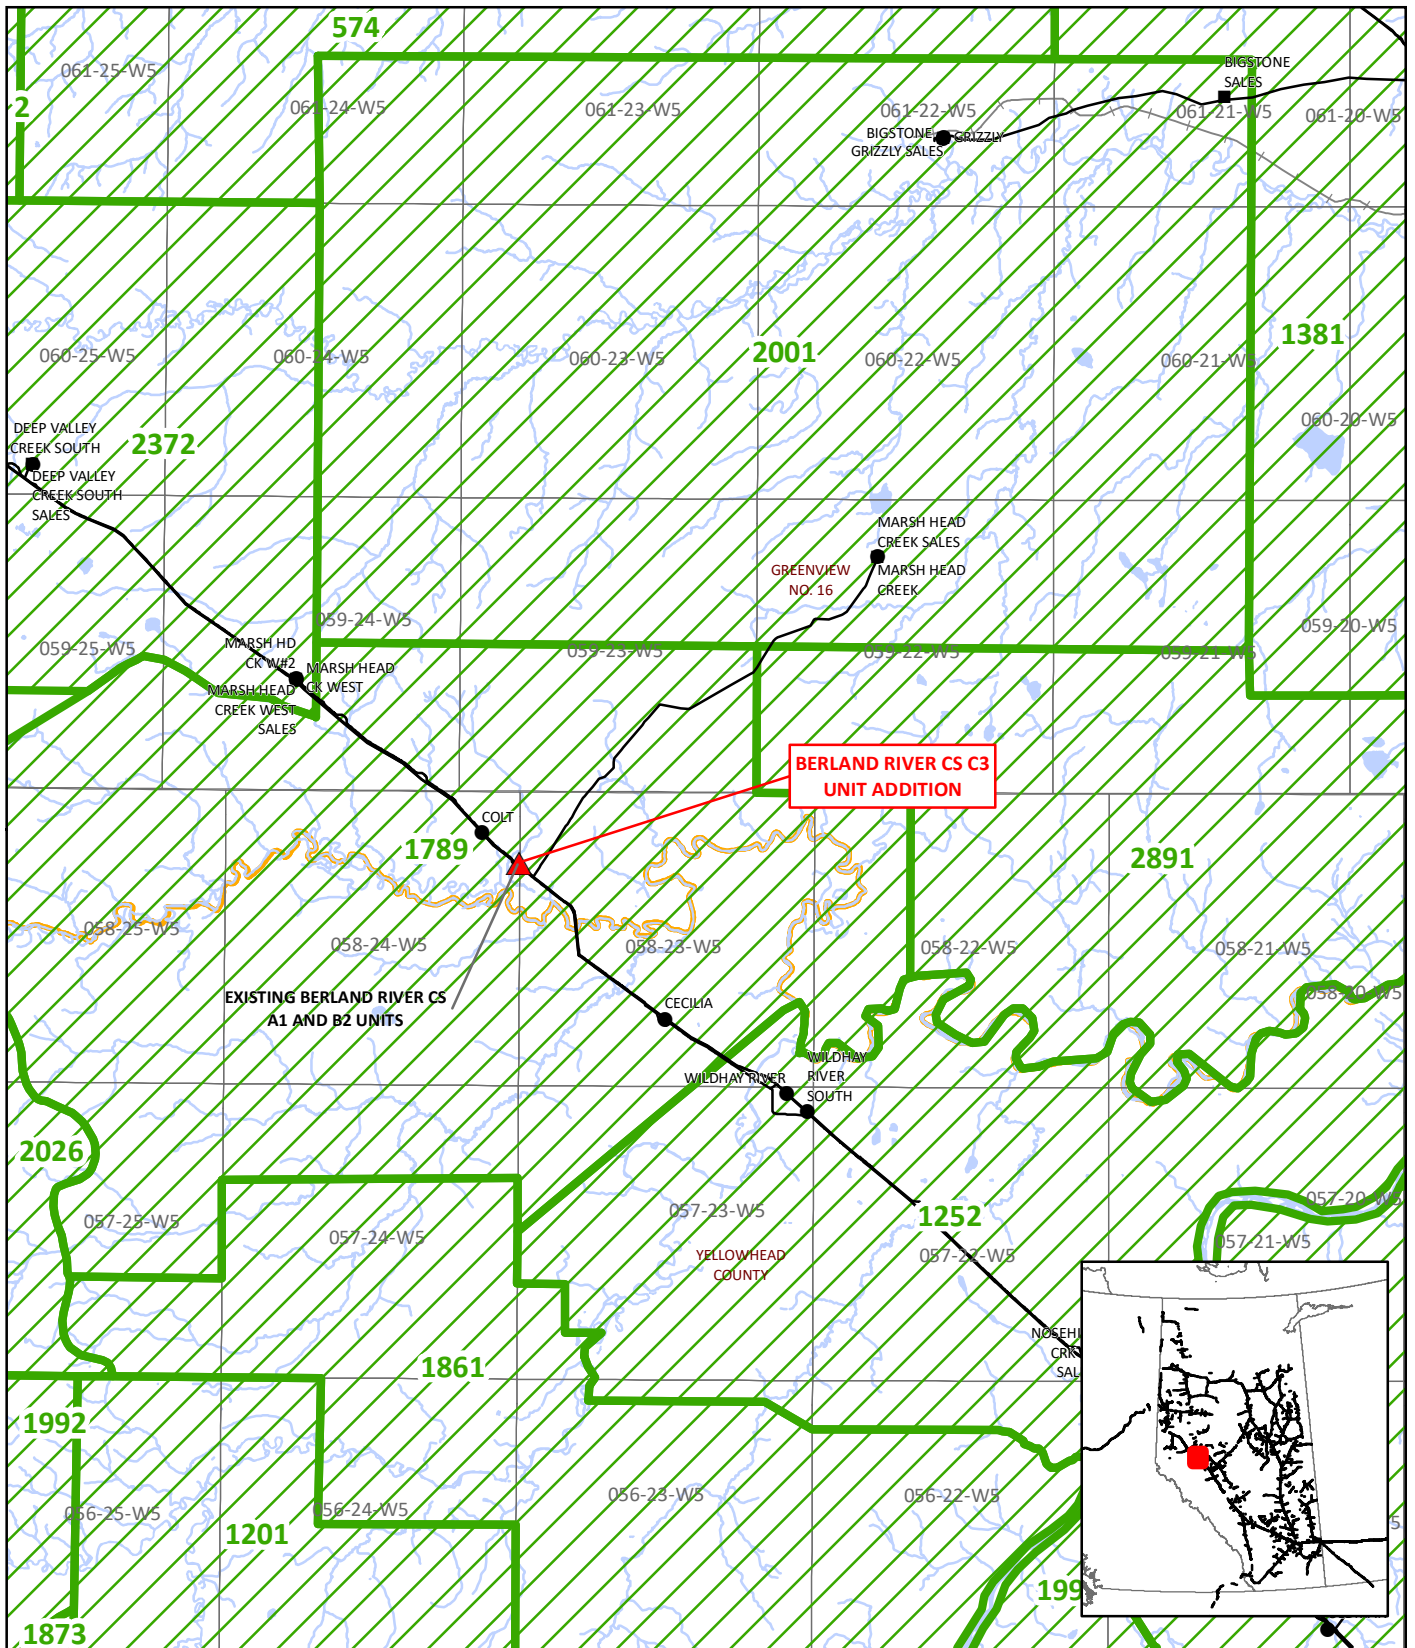 574
061-25-W5
2
061-24-W5
061-23-W5
061-22-W5
BIGSTONE
SALES
061-21-W5
061-20-W5
BIGSTONE
GRIZZLY SALES
GRIZZLY
060-25-W5
060-24-W5
060-23-W5
2001
060-22-W5
060-21-W5
1381
060-20-W5
DEEP VALLEY
CREEK SOUTH
2372
DEEP VALLEY
CREEK SOUTH
SALES
MARSH HEAD
CREEK SALES
MARSH HEAD
CREEK
GREENVIEW
NO. 16
059-25-W5
059-24-W5
059-23-W5
059-22-W5
059-21-W5
059-20-W5
MARSH HD
CK W#2
MARSH HEAD
CK WEST
MARSH HEAD
CREEK WEST
SALES
BERLAND RIVER CS C3
UNIT ADDITION
COLT
1789
2891
058-25-W5
058-24-W5
058-23-W5
058-22-W5
058-21-W5
058-20-W5
EXISTING BERLAND RIVER CS
A1 AND B2 UNITS
CECILIA
WILDHAY RIVER
WILDHAY
RIVER
SOUTH
2026
057-25-W5
057-24-W5
057-23-W5
1252
057-22-W5
057-20-W5
057-21-W5
YELLOWHEAD
COUNTY
NOSEHI
CRK
SAL
1861
1992
056-25-W5
056-24-W5
056-23-W5
056-22-W5
5
1201
199
1873